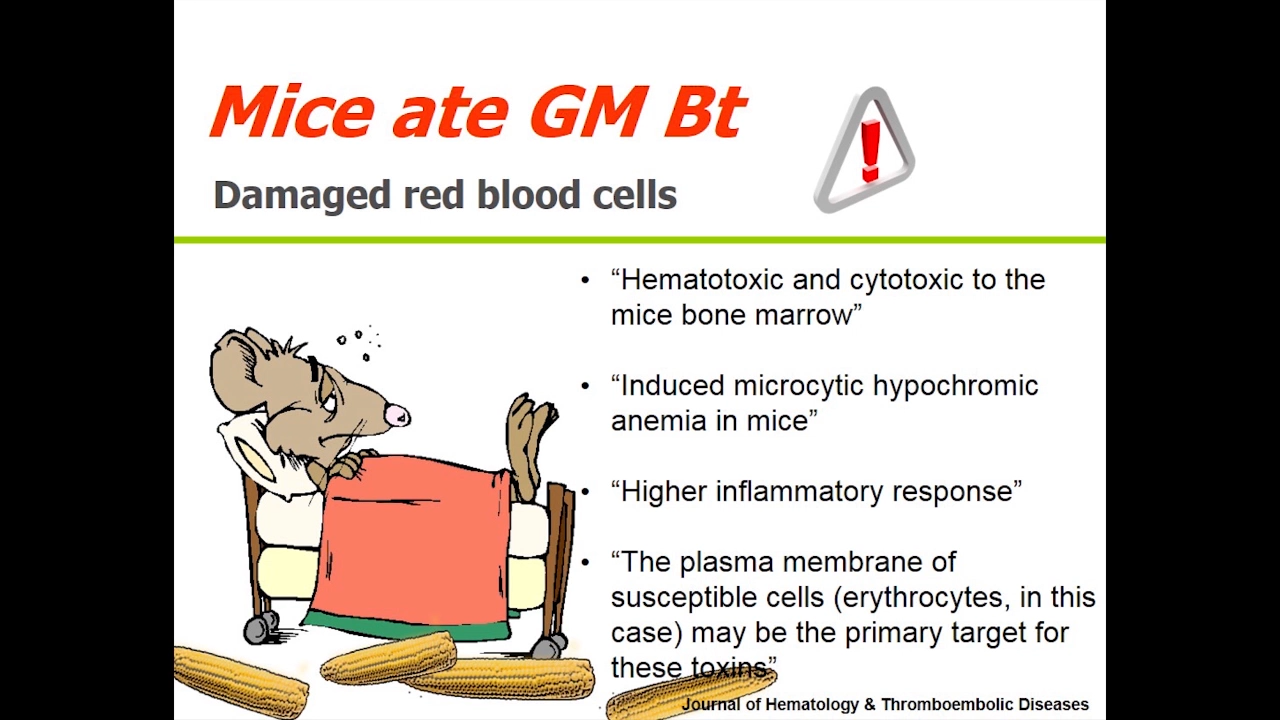 Mice ate GM Bt
Damaged red blood cells
• “Hematotoxic and cytotoxic to the
mice bone marrow”
• “Induced microcytic hypochromic
anemia in mice”
• “Higher inflammatory response”
• “The plasma membrane of
susceptible cells (erythrocytes, in this
case) may be the primary target for
these toxins”
Journal of Hematology & Thromboembolic Diseases